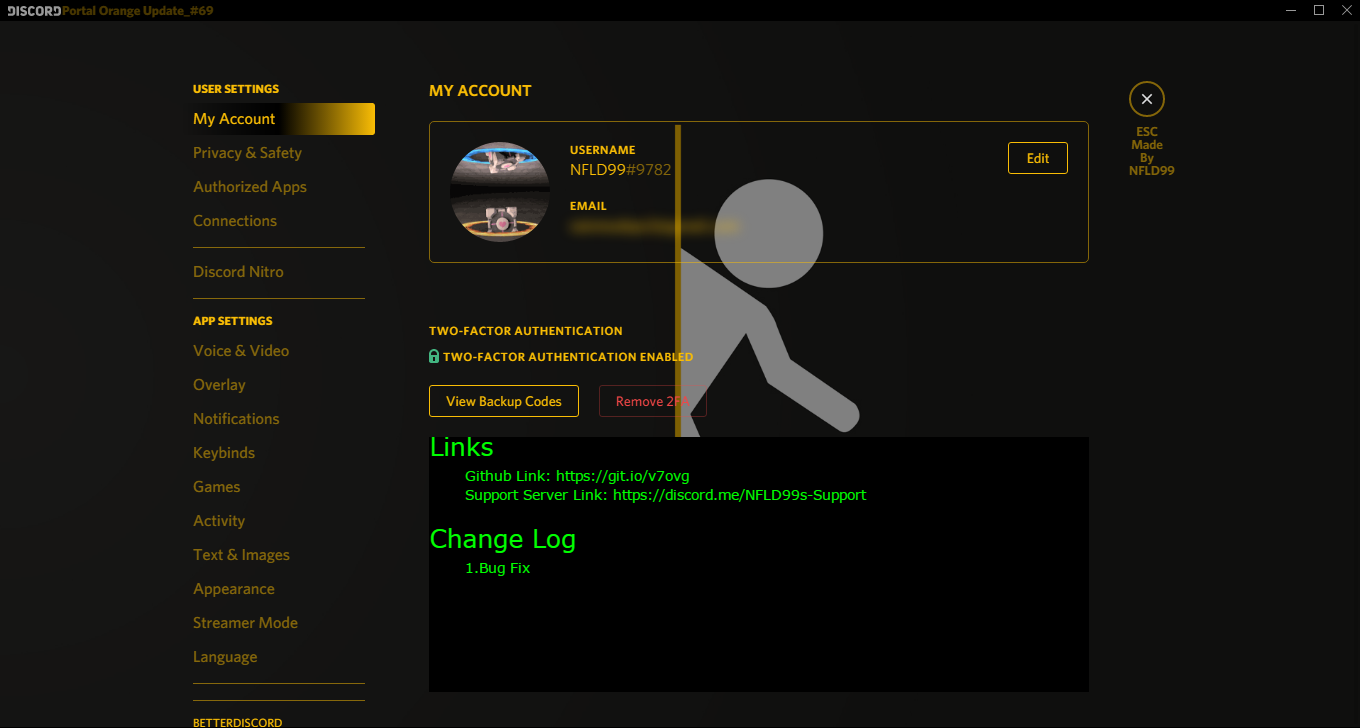 DISCORD Portal Orange Update_#69
USER SETTINGS
My Account
Privacy & Safety
Authorized Apps
Connections
Discord Nitro
APP SETTINGS
Voice & Video
Overlay
Notifications
Keybinds
Games
Activity
Text & Images
Appearance
Streamer Mode
Language
BETTERDISCORD
MY ACCOUNT
USERNAME
NFLD99#9782
EMAIL
Edit
TWO-FACTOR AUTHENTICATION
TWO-FACTOR AUTHENTICATION ENABLED
View Backup Codes
Remove 2FA
Links
Github Link: https://git.io/v7ovg
Support Server Link: https://discord.me/NFLD99s-Support
Change Log
1.Bug Fix
ESC
Made
By
NFLD99